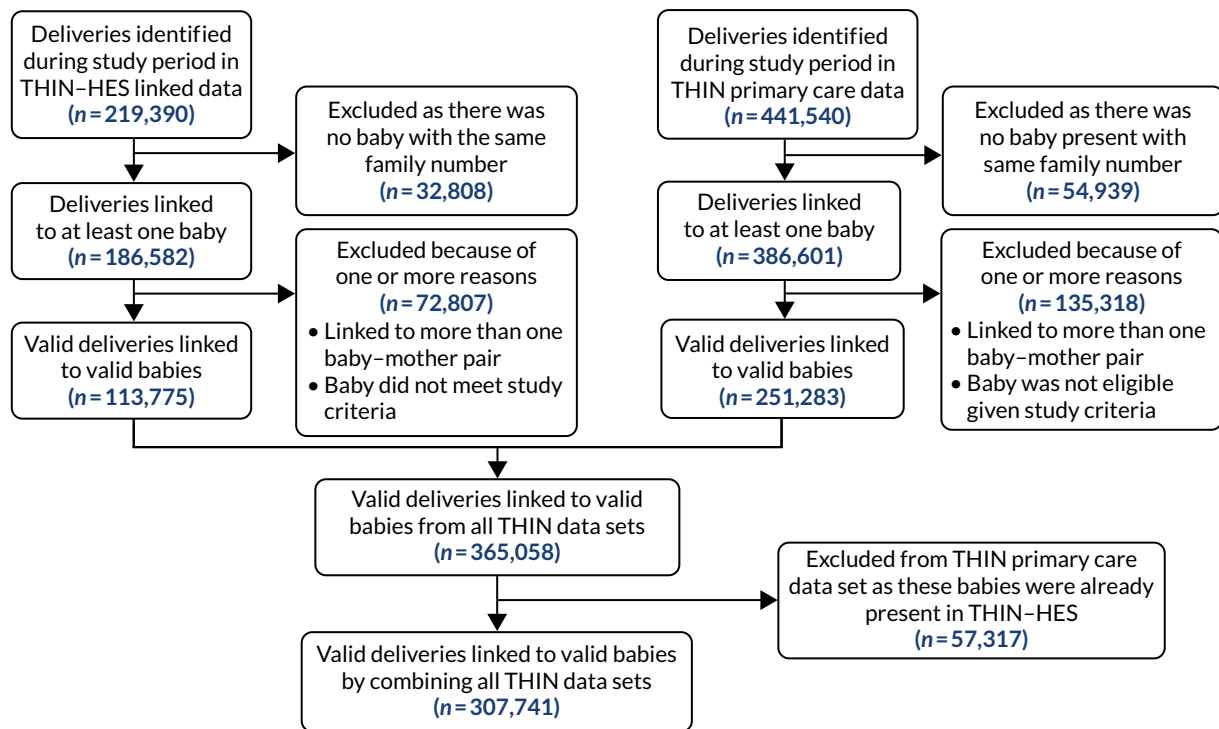 Deliveries identified
during study period in
THIN–HES linked data
(n = 219,390)
Excluded as there was
no baby with the same
family number
(n = 32,808)
Deliveries linked
to at least one baby
(n = 186,582)
Excluded because of
one or more reasons
(n = 72,807)
• Linked to more than one
baby–mother pair
• Baby did not meet study
criteria
Valid deliveries linked
to valid babies
(n = 113,775)
Deliveries identified
during study period in
THIN primary care data
(n = 441,540)
Excluded as there was
no baby present with
same family number
(n = 54,939)
Deliveries linked
to at least one baby
(n = 386,601)
Excluded because of
one or more reasons
(n = 135,318)
• Linked to more than one
baby–mother pair
• Baby was not eligible
given study criteria
Valid deliveries linked
to valid babies
(n = 251,283)
Valid deliveries linked to valid
babies from all THIN data sets
(n = 365,058)
Excluded from THIN primary care
data set as these babies were already
present in THIN–HES
(n = 57,317)
Valid deliveries linked to valid babies
by combining all THIN data sets
(n = 307,741)